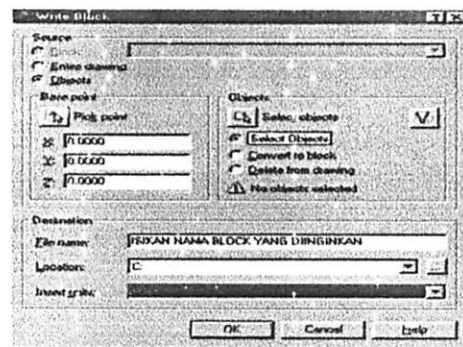 Write Block
Source
Block:
Entire drawing
Objects
Base point
Pick point
X: 0.0000
Y: 0.0000
Z: 0.0000
Objects
Select objects
Select Objects
Convert to block
Delete from drawing
No objects selected
Destination
File name: ISIKAN NAMA BLOCK YANG DIINGINKAN
Location: C:
Insert units:
OK Cancel Help